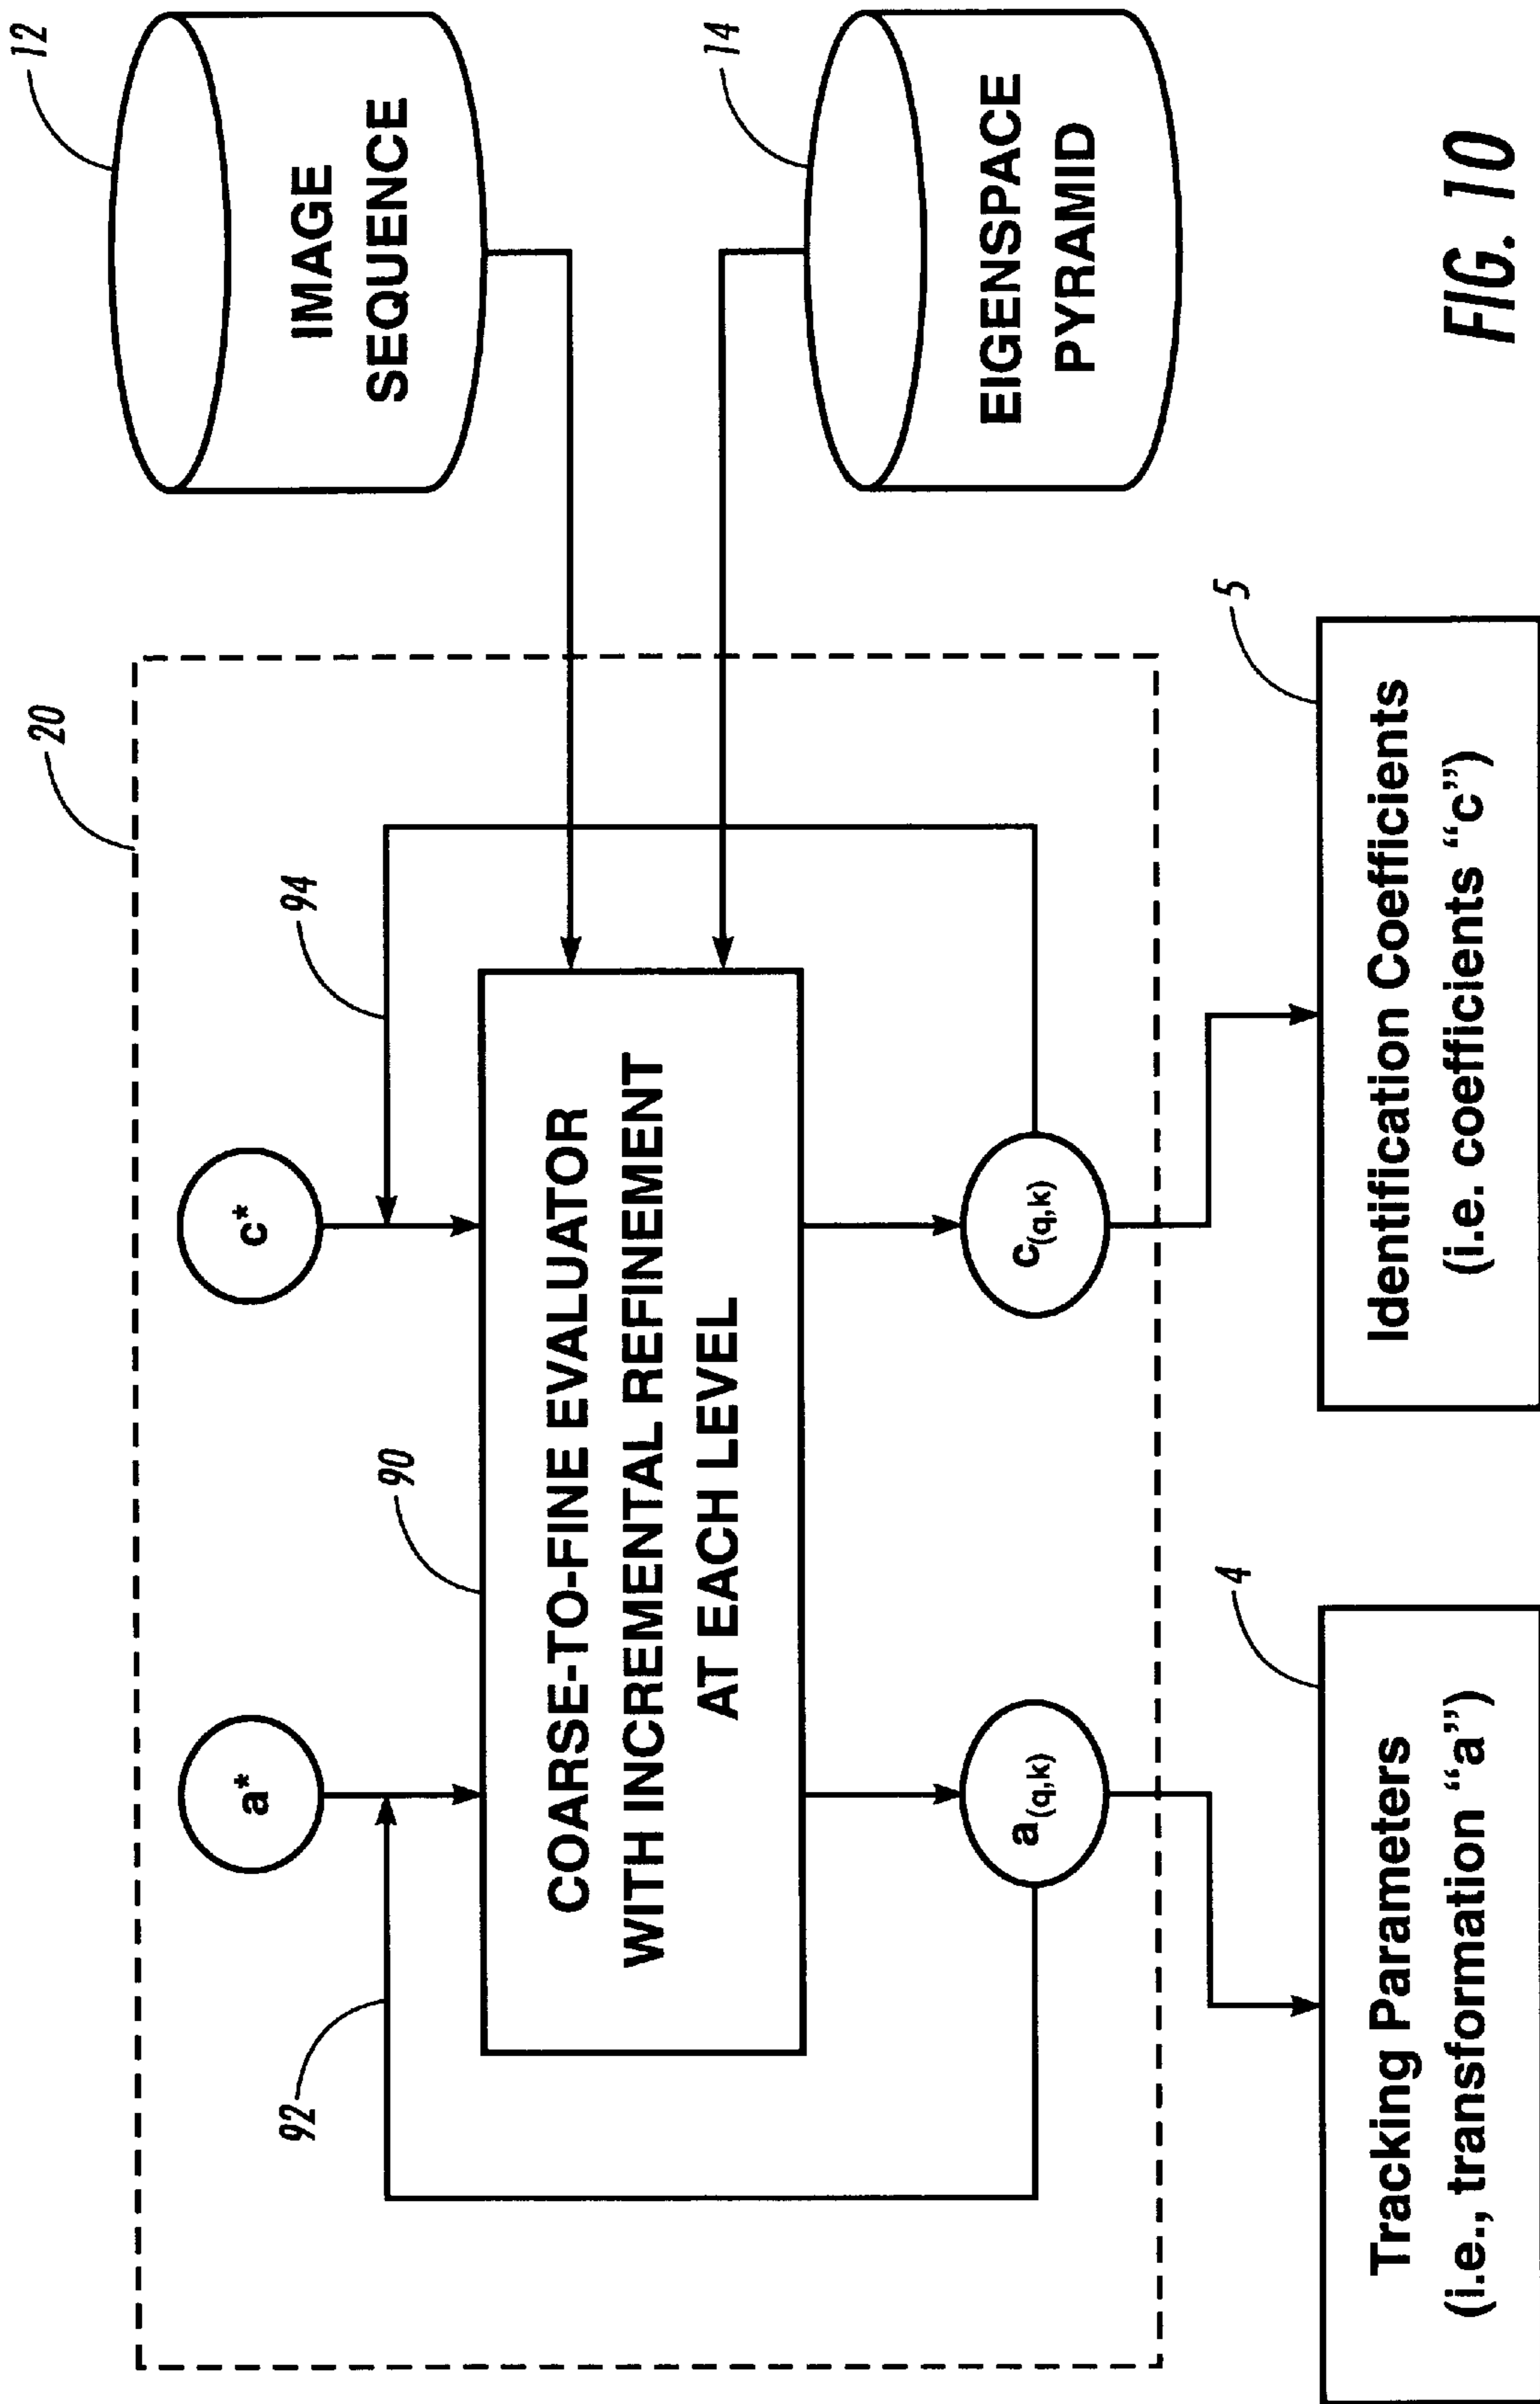 20
12
IMAGE
SEQUENCE
a*
c*
92
94
90
COARSE-TO-FINE EVALUATOR
WITH INCREMENTAL REFINEMENT
AT EACH LEVEL
14
EIGENSPACE
PYRAMID
a(q,k)
c(q,k)
4
Tracking Parameters
(i.e., transformation “a”)
5
Identification Coefficients
(i.e. coefficients “c”)
FIG. 10